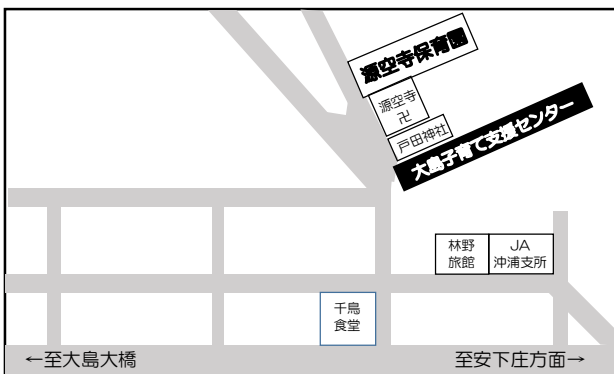 源空寺保育園
源空寺
卍
戸田神社
大島子育て支援センター
林野
旅館
JA
沖浦支所
千鳥
食堂
←至大島大橋
至安下庄方面→